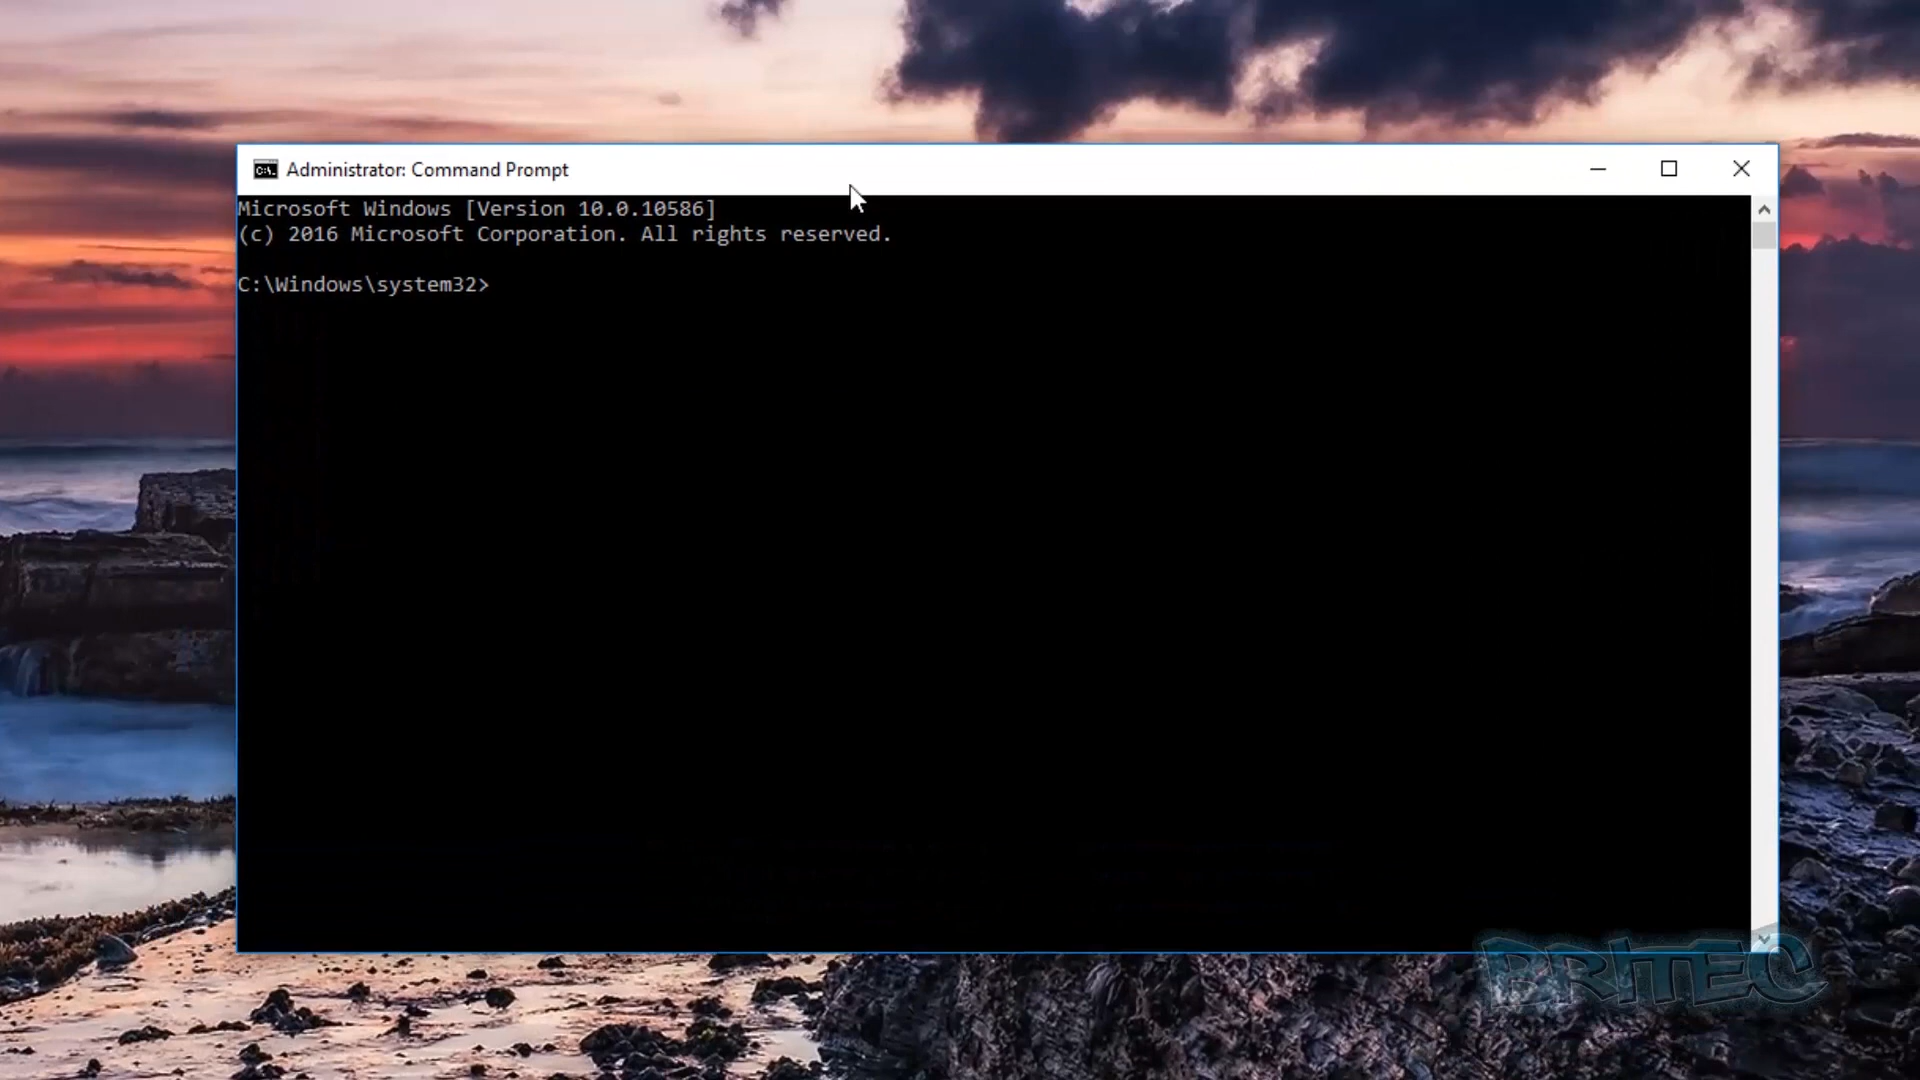 Administrator: Command Prompt
Microsoft Windows [Version 10.0.10586]
(c) 2016 Microsoft Corporation. All rights reserved.
C:\Windows\system32>
BRITEC